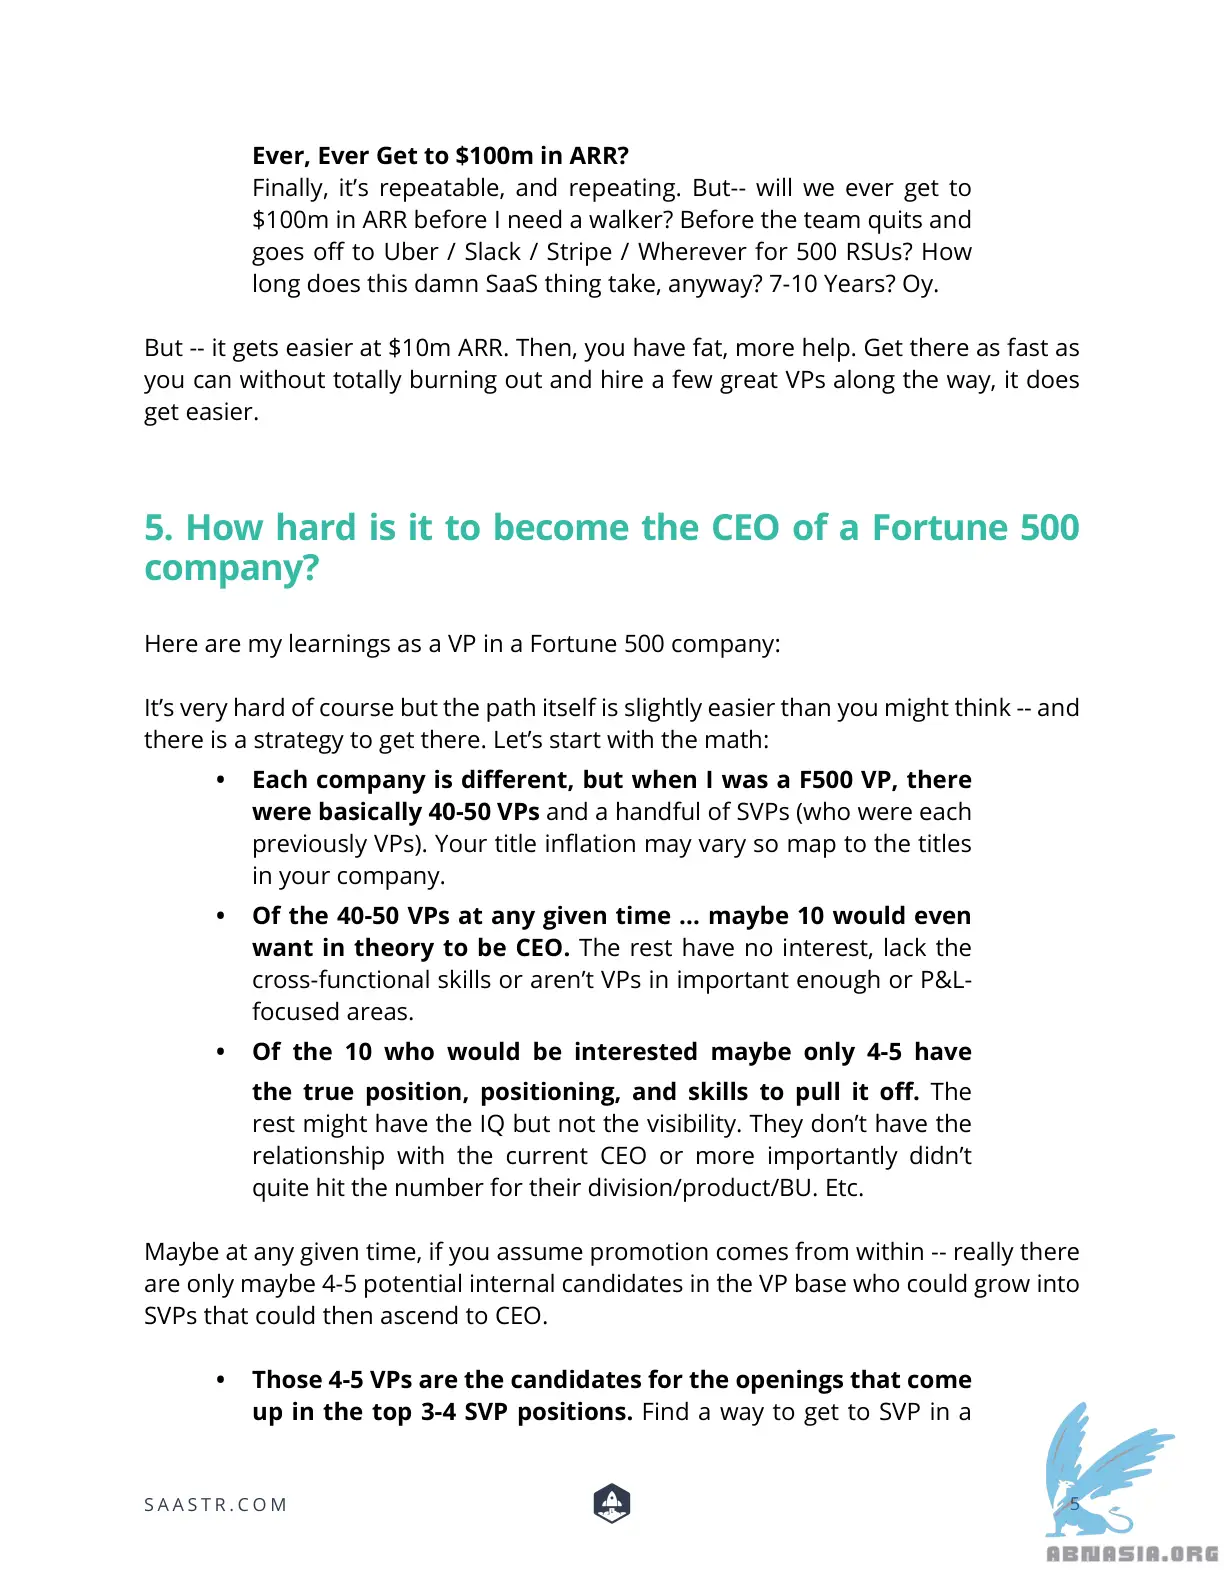 Ever, Ever Get to $100m in ARR?
Finally, it’s repeatable, and repeating. But-- will we ever get to
$100m in ARR before I need a walker? Before the team quits and
goes off to Uber / Slack / Stripe / Wherever for 500 RSUs? How
long does this damn SaaS thing take, anyway? 7-10 Years? Oy.
But -- it gets easier at $10m ARR. Then, you have fat, more help. Get there as fast as
you can without totally burning out and hire a few great VPs along the way, it does
get easier.
5. How hard is it to become the CEO of a Fortune 500
company?
Here are my learnings as a VP in a Fortune 500 company:
It’s very hard of course but the path itself is slightly easier than you might think -- and
there is a strategy to get there. Let’s start with the math:
• Each company is different, but when I was a F500 VP, there
were basically 40-50 VPs and a handful of SVPs (who were each
previously VPs). Your title inflation may vary so map to the titles
in your company.
• Of the 40-50 VPs at any given time ... maybe 10 would even
want in theory to be CEO. The rest have no interest, lack the
cross-functional skills or aren’t VPs in important enough or P&L-
focused areas.
• Of the 10 who would be interested maybe only 4-5 have
the true position, positioning, and skills to pull it off. The
rest might have the IQ but not the visibility. They don’t have the
relationship with the current CEO or more importantly didn’t
quite hit the number for their division/product/BU. Etc.
Maybe at any given time, if you assume promotion comes from within -- really there
are only maybe 4-5 potential internal candidates in the VP base who could grow into
SVPs that could then ascend to CEO.
• Those 4-5 VPs are the candidates for the openings that come
up in the top 3-4 SVP positions. Find a way to get to SVP in a
SAASTR.COM
5
ABNASIA.ORG